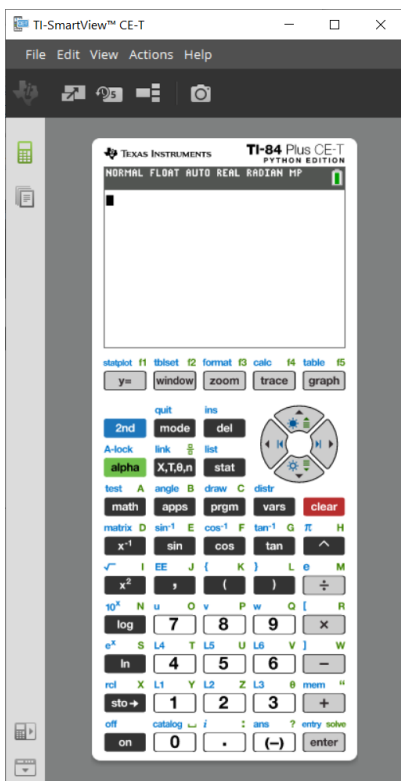 TI-SmartView™ CE-T
File Edit View Actions Help
TEXAS INSTRUMENTS TI-84 Plus CE-T
PYTHON EDITION
NORMAL FLOAT AUTO REAL RADIAN MP
statplot f1 tblset f2 format f3 calc f4 table f5
y= window zoom trace graph
quit ins
2nd mode del
A-lock link list
alpha X,T,θ,n stat
test A angle B draw C distr
math apps prgm vars clear
matrix D sin-1 E cos-1 F tan-1 G π H
x-1 sin cos tan ^
√ I EE J { K } L e M
x² , ( ) ÷
10x N u O v P w Q [ R
log 7 8 9 ×
ex S L4 T L5 U L6 V ] W
ln 4 5 6 −
rcl X L1 Y L2 Z L3 θ mem "
sto→ 1 2 3 +
off catalog i : ans ? entry solve
on 0 . (−) enter